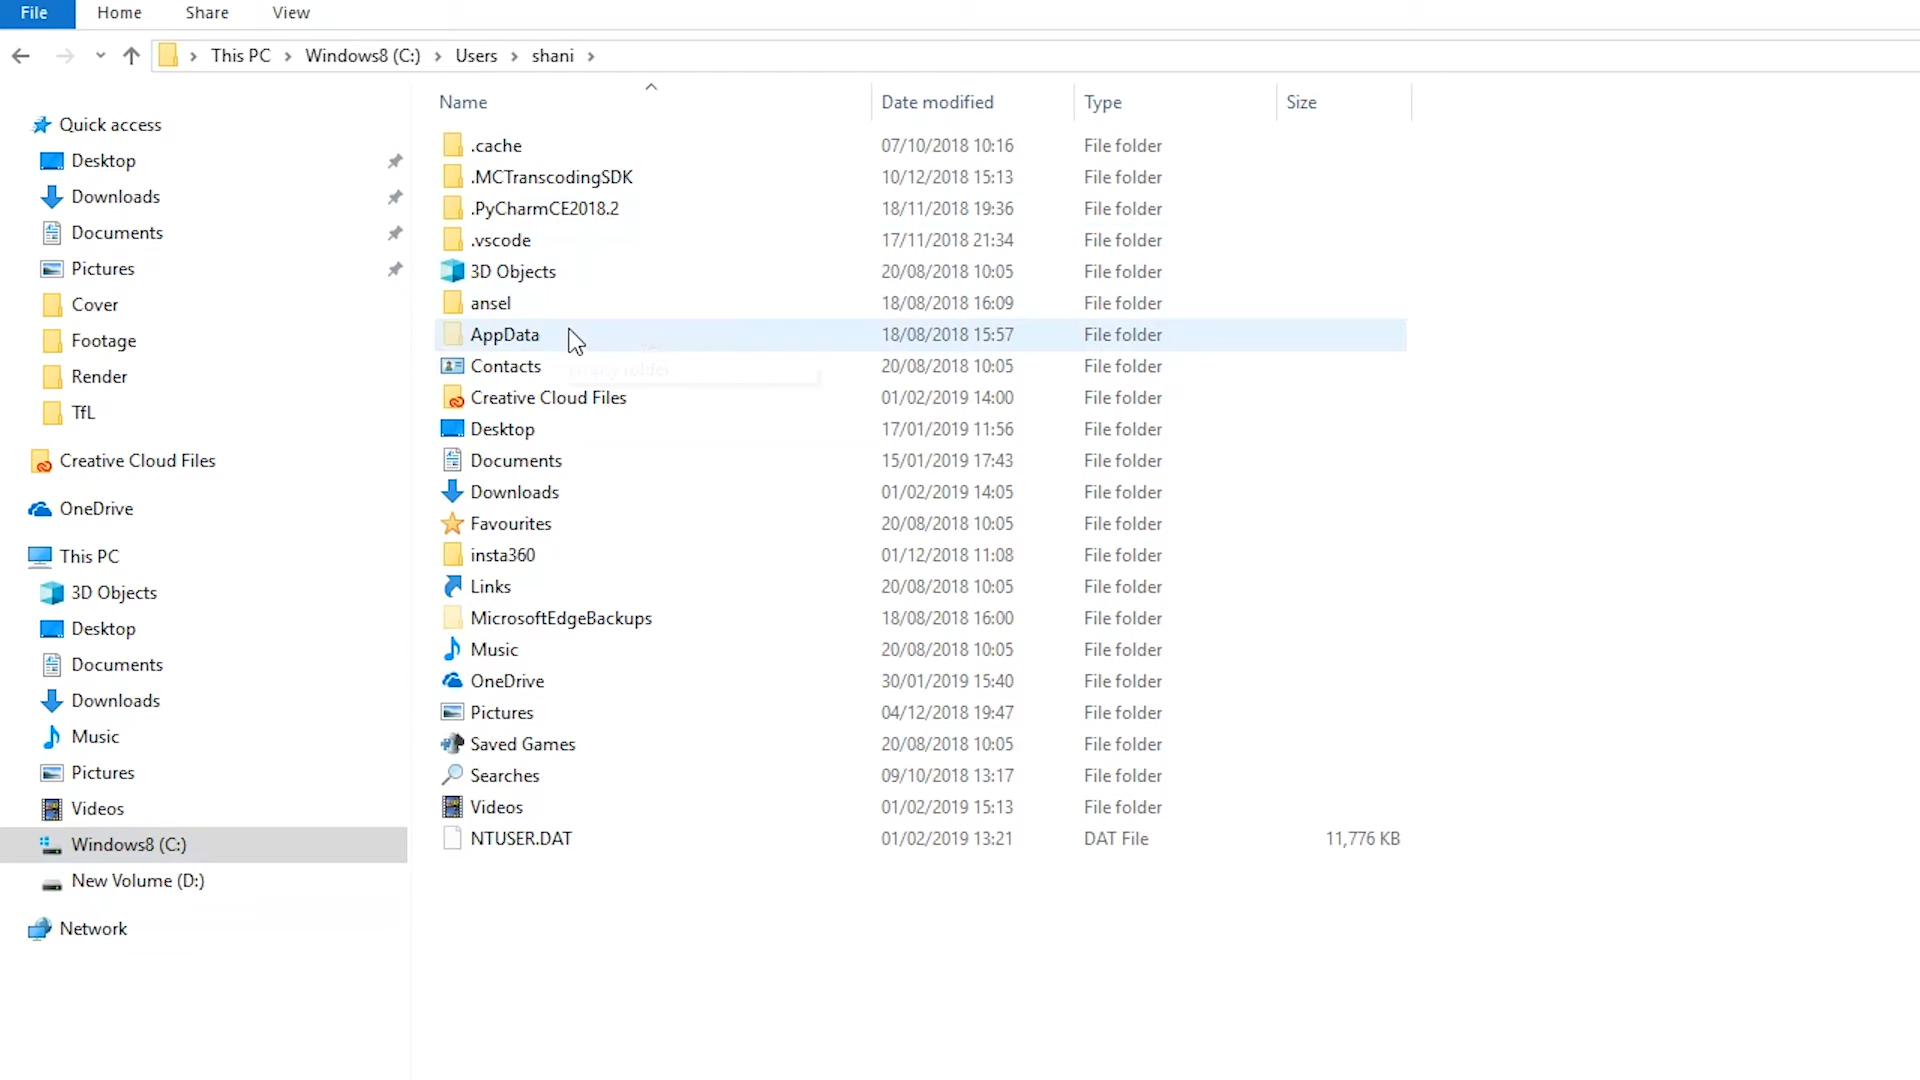 File Home Share View
This PC Windows8 (C:) Users shani
Name Date modified Type Size
Quick access
Desktop
Downloads
Documents
Pictures
Cover
Footage
Render
TfL
Creative Cloud Files
OneDrive
This PC
3D Objects
Desktop
Documents
Downloads
Music
Pictures
Videos
Windows8 (C:)
New Volume (D:)
Network
.cache 07/10/2018 10:16 File folder
.MCTranscodingSDK 10/12/2018 15:13 File folder
.PyCharmCE2018.2 18/11/2018 19:36 File folder
.vscode 17/11/2018 21:34 File folder
3D Objects 20/08/2018 10:05 File folder
ansel 18/08/2018 16:09 File folder
AppData 18/08/2018 15:57 File folder
Contacts 20/08/2018 10:05 File folder
Creative Cloud Files 01/02/2019 14:00 File folder
Desktop 17/01/2019 11:56 File folder
Documents 15/01/2019 17:43 File folder
Downloads 01/02/2019 14:05 File folder
Favourites 20/08/2018 10:05 File folder
insta360 01/12/2018 11:08 File folder
Links 20/08/2018 10:05 File folder
MicrosoftEdgeBackups 18/08/2018 16:00 File folder
Music 20/08/2018 10:05 File folder
OneDrive 30/01/2019 15:40 File folder
Pictures 04/12/2018 19:47 File folder
Saved Games 20/08/2018 10:05 File folder
Searches 09/10/2018 13:17 File folder
Videos 01/02/2019 15:13 File folder
NTUSER.DAT 01/02/2019 13:21 DAT File 11,776 KB